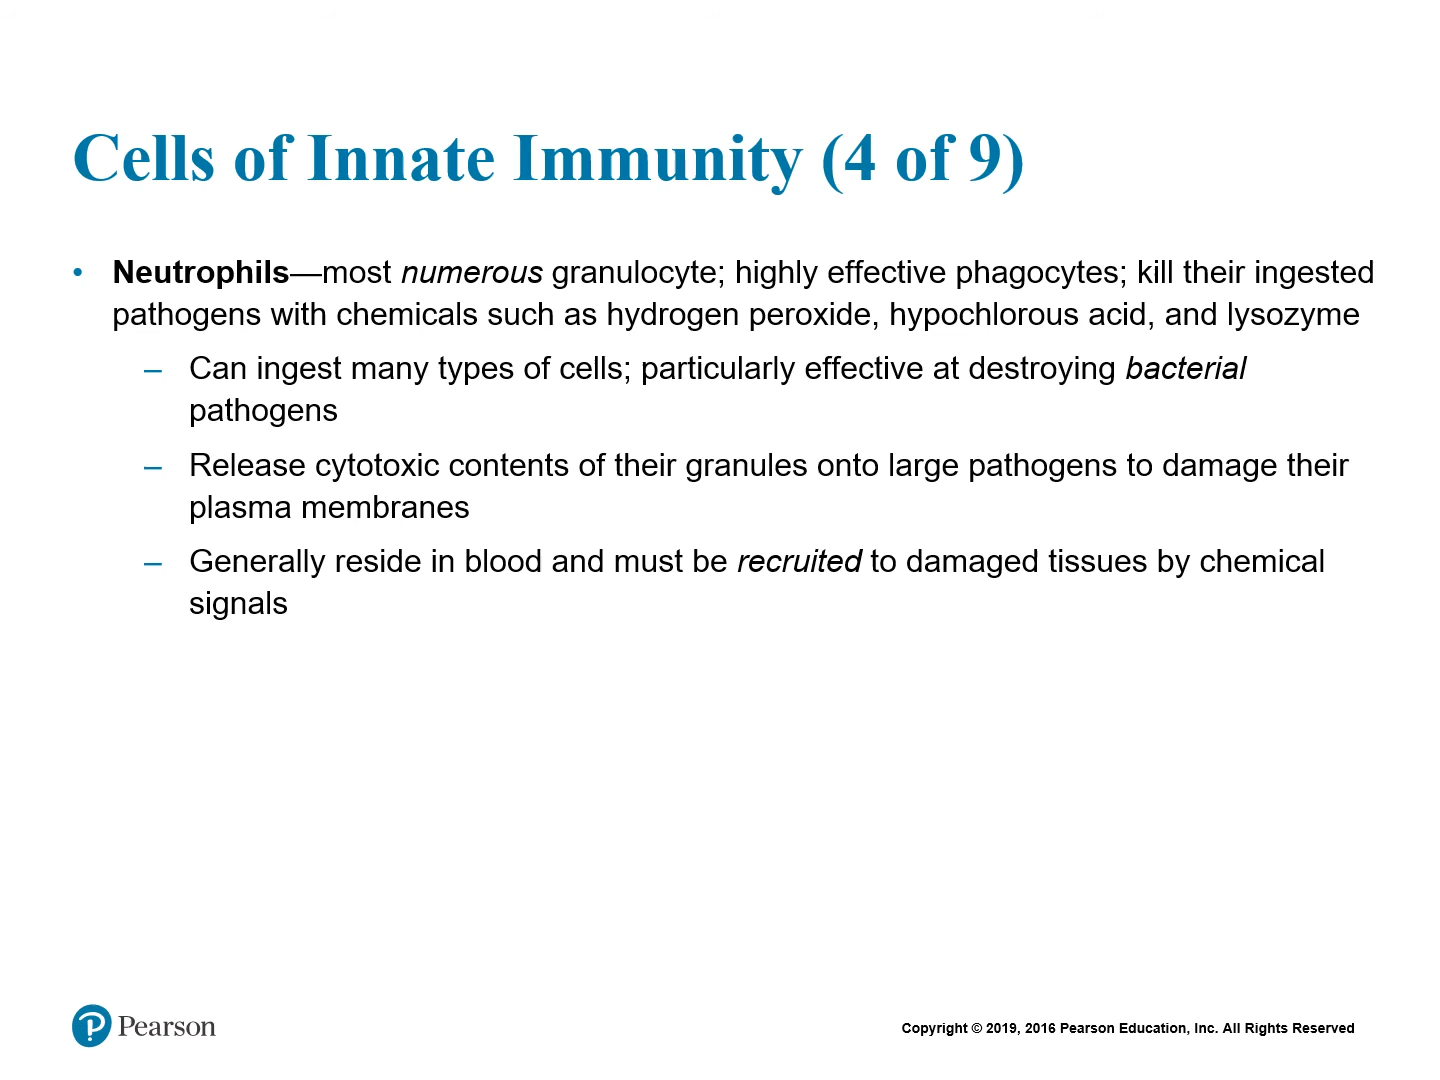 Cells of Innate Immunity (4 of 9)
• Neutrophils—most numerous granulocyte; highly effective phagocytes; kill their ingested
pathogens with chemicals such as hydrogen peroxide, hypochlorous acid, and lysozyme
– Can ingest many types of cells; particularly effective at destroying bacterial
pathogens
– Release cytotoxic contents of their granules onto large pathogens to damage their
plasma membranes
– Generally reside in blood and must be recruited to damaged tissues by chemical
signals
Pearson
Copyright © 2019, 2016 Pearson Education, Inc. All Rights Reserved